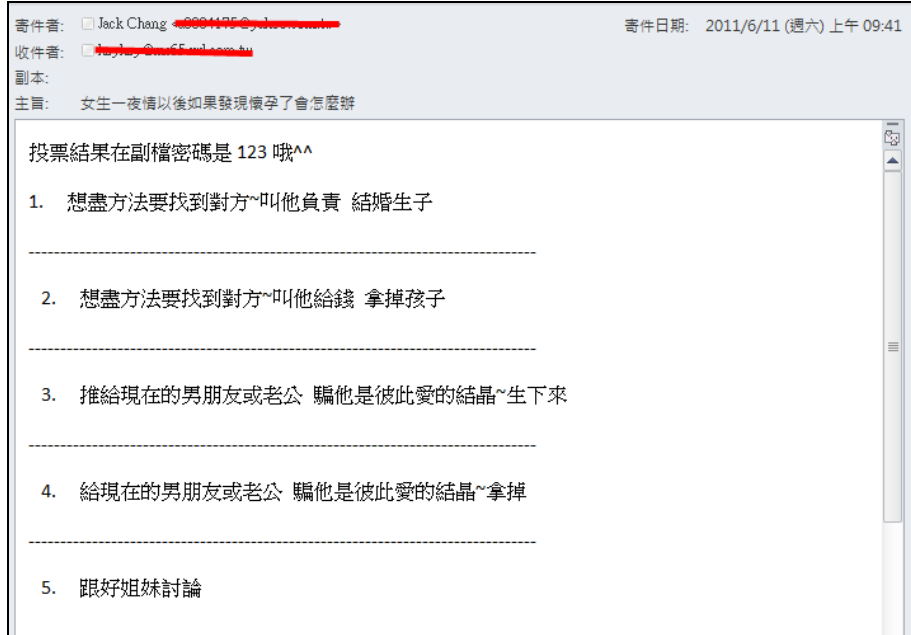 寄件者: Jack Chang
寄件日期: 2011/6/11 (週六) 上午 09:41
收件者:
副本:
主旨: 女生一夜情以後如果發現懷孕了會怎麼辦
投票結果在副檔密碼是 123 哦^^
1. 想盡方法要找到對方~叫他負責 結婚生子
--------------------------------------------------------------------------------
2. 想盡方法要找到對方~叫他給錢 拿掉孩子
--------------------------------------------------------------------------------
3. 推給現在的男朋友或老公 騙他是彼此愛的結晶~生下來
--------------------------------------------------------------------------------
4. 給現在的男朋友或老公 騙他是彼此愛的結晶~拿掉
--------------------------------------------------------------------------------
5. 跟好姐妹討論